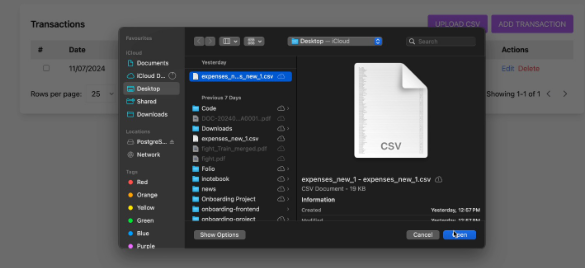 Transactions
UPLOAD CSV
ADD TRANSACTION
#
Date
Actions
11/07/2024
Edit Delete
Rows per page: 25
Showing 1-1 of 1
Favourites
iCloud
Documents
iCloud D...
Desktop
Shared
Downloads
Locations
PostgreS...
Network
Tags
Red
Orange
Yellow
Green
Blue
Purple
Desktop — iCloud
Search
Yesterday
expenses_n...s_new_1.csv
Previous 7 Days
Code
Downloads
expenses_new_1.csv
fight_Train_merged.pdf
fight.pdf
Folio
inotebook
news
Onboarding Project
onboarding-frontend
onboarding-project
CSV
expenses_new_1 - expenses_new_1.csv
CSV Document - 19 KB
Information
Created
Yesterday, 12:57 PM
Modified
Yesterday, 12:57 PM
Show Options
Cancel
Open